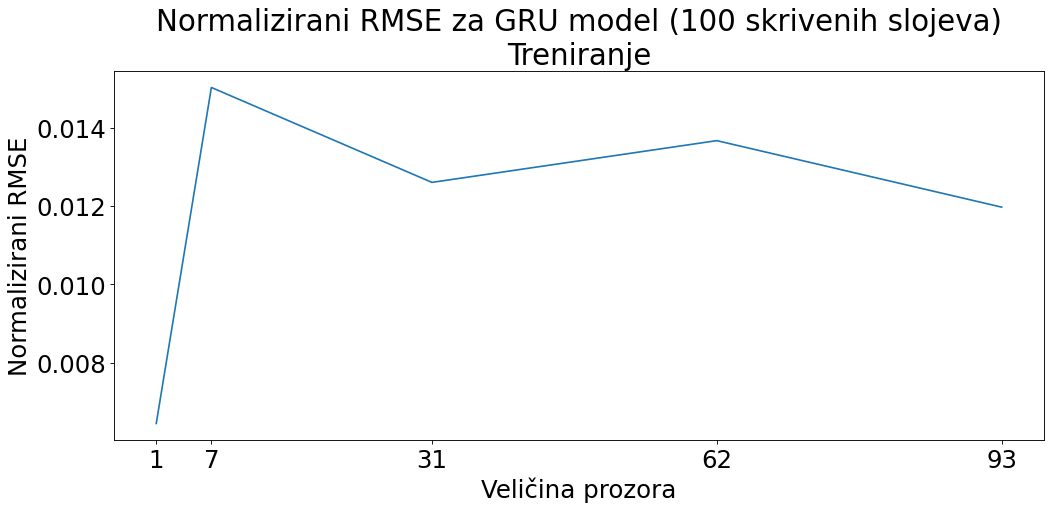 Normalizirani RMSE za GRU model (100 skrivenih slojeva)
Treniranje
Normalizirani RMSE
0.014
0.012
0.010
0.008
1 7 31 62 93
Veličina prozora